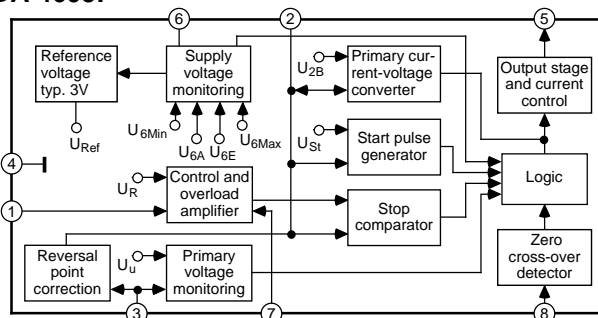 6
2
5
Reference
voltage
typ. 3V
Supply
voltage
monitoring
U2B
Primary cur-
rent-voltage
converter
Output stage
and current
control
URef
U6Min
U6A
U6E
U6Max
USt
Start pulse
generator
4
UR
Control and
overload
amplifier
Logic
1
Stop
comparator
Reversal
point
correction
Uu
Primary
voltage
monitoring
Zero
cross-over
detector
3
7
8